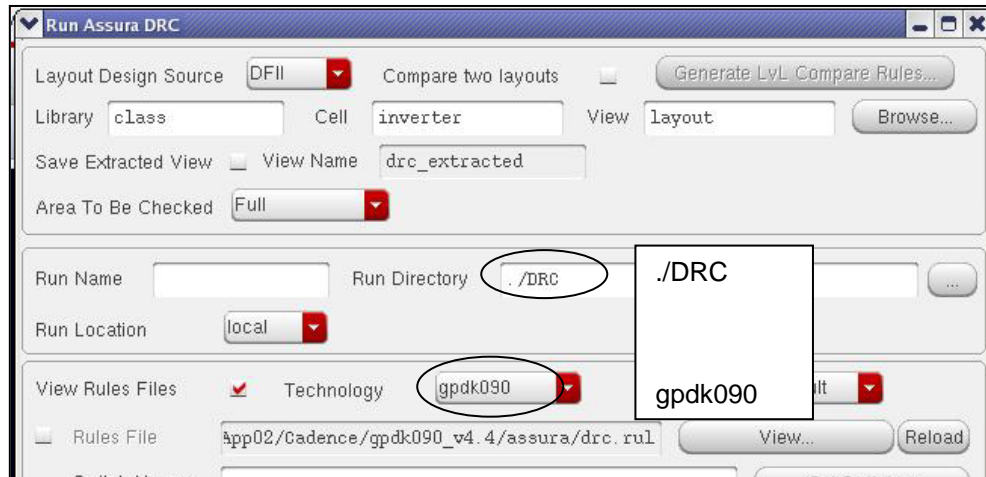 Run Assura DRC
Layout Design Source DFII Compare two layouts Generate LvL Compare Rules...
Library class Cell inverter View layout Browse...
Save Extracted View View Name drc_extracted
Area To Be Checked Full
Run Name Run Directory ./DRC ./DRC ...
Run Location local
View Rules Files Technology gpdk090 gpdk090
Rules File App02/Cadence/gpdk090_v4.4/assura/drc.rul View... Reload